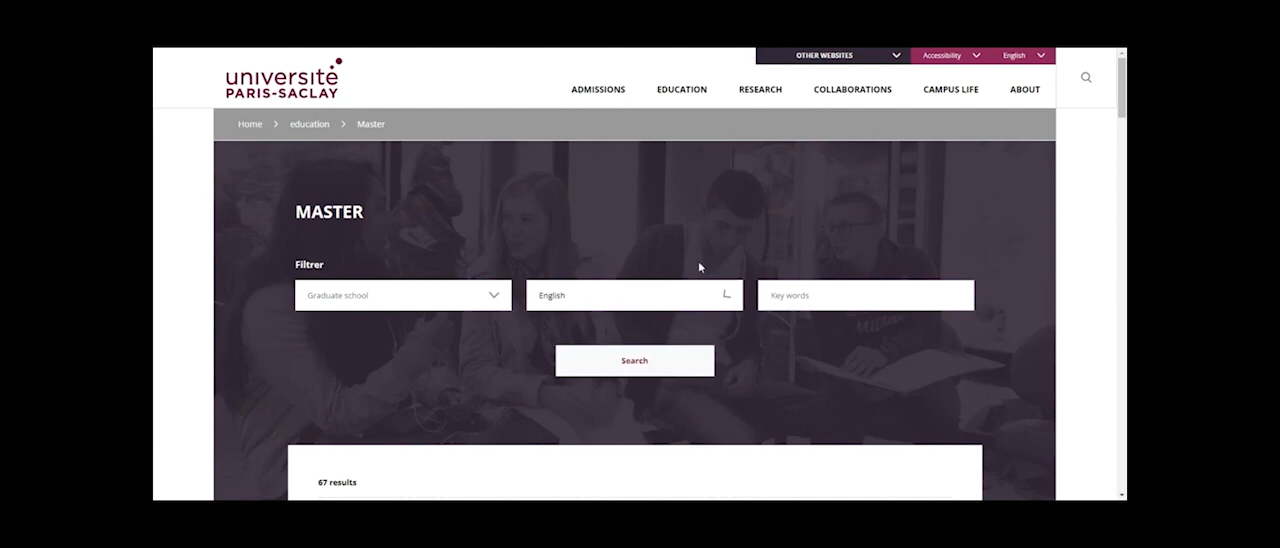 OTHER WEBSITES Accessibility English
université
PARIS-SACLAY
ADMISSIONS EDUCATION RESEARCH COLLABORATIONS CAMPUS LIFE ABOUT
Home > education > Master
MASTER
Filtrer
Graduate school English Key words
Search
67 results